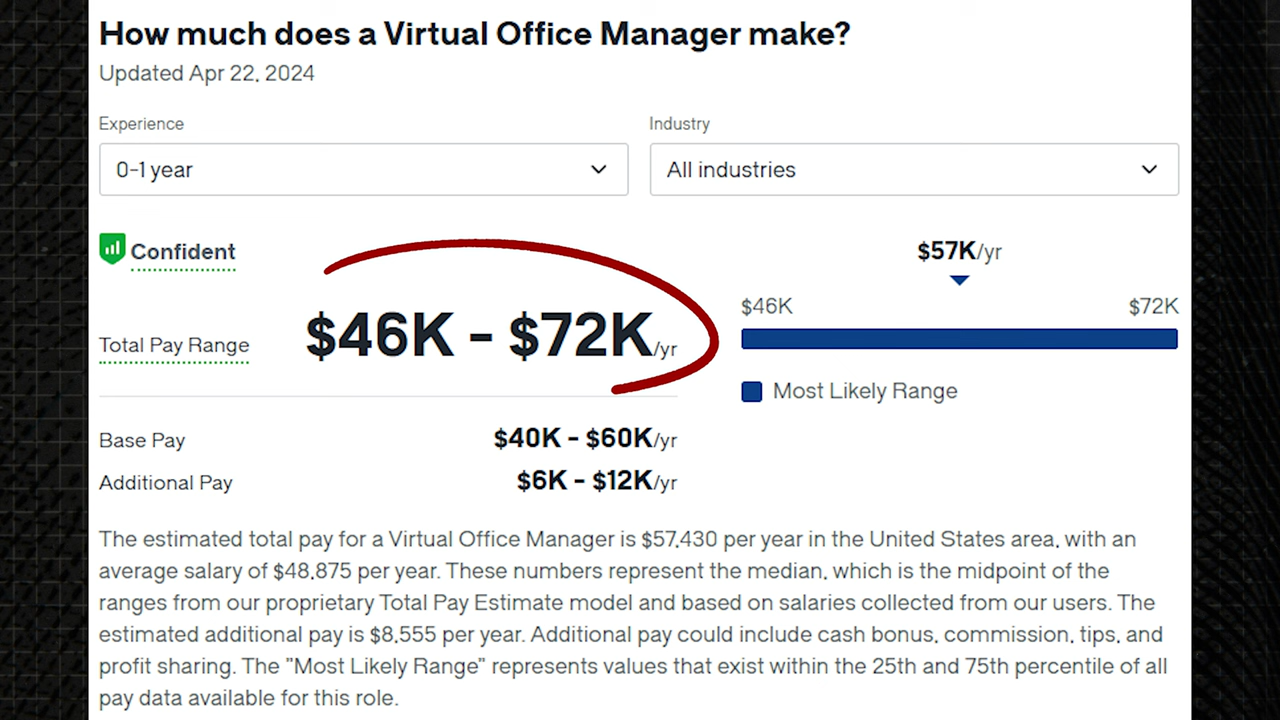 How much does a Virtual Office Manager make?
Updated Apr 22, 2024
Experience
Industry
0-1 year
All industries
Confident
$57K/yr
$46K
$72K
Total Pay Range
$46K - $72K/yr
Most Likely Range
Base Pay
$40K - $60K/yr
Additional Pay
$6K - $12K/yr
The estimated total pay for a Virtual Office Manager is $57,430 per year in the United States area, with an
average salary of $48,875 per year. These numbers represent the median, which is the midpoint of the
ranges from our proprietary Total Pay Estimate model and based on salaries collected from our users. The
estimated additional pay is $8,555 per year. Additional pay could include cash bonus, commission, tips, and
profit sharing. The "Most Likely Range" represents values that exist within the 25th and 75th percentile of all
pay data available for this role.